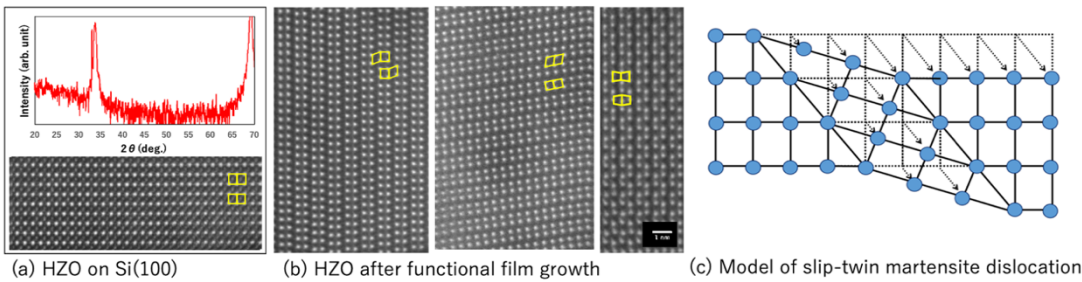 Intensity (arb. unit)
20 25 30 35 40 45 50 55 60 65 70
2θ (deg.)
1 nm
(a) HZO on Si(100)
(b) HZO after functional film growth
(c) Model of slip-twin martensite dislocation